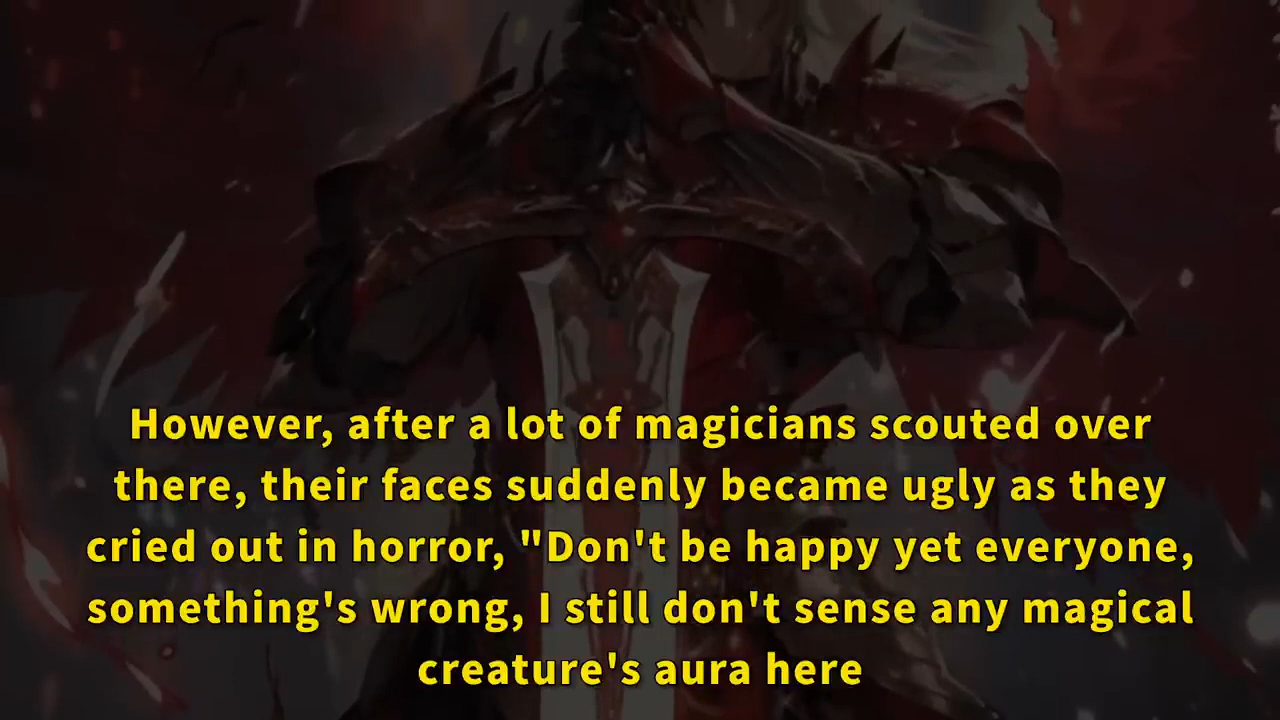 However, after a lot of magicians scouted over
there, their faces suddenly became ugly as they
cried out in horror, "Don't be happy yet everyone,
something's wrong, I still don't sense any magical
creature's aura here